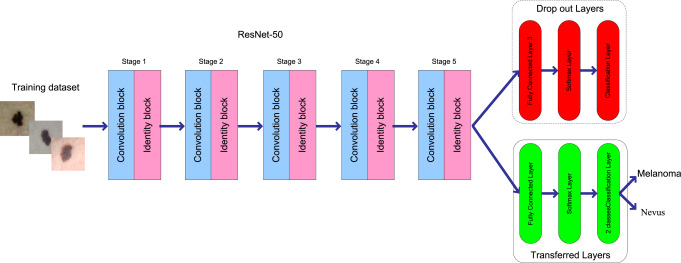 ResNet-50
Drop out Layers
Training dataset
Stage 1
Stage 2
Stage 3
Stage 4
Stage 5
Convolution block
Identity block
Convolution block
Identity block
Convolution block
Identity block
Convolution block
Identity block
Convolution block
Identity block
Fully Connected Layer
Softmax Layer
Classification Layer
Fully Connected Layer
Softmax Layer
2 classeeClassification Layer
Melanoma
Nevus
Transferred Layers